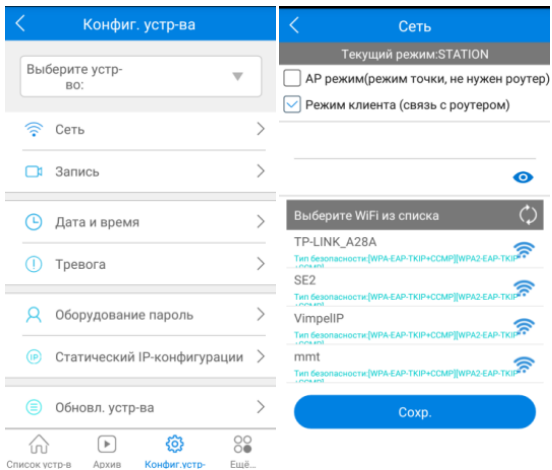 Конфиг. устр-ва
Выберите устр-
во:
Сеть
Запись
Дата и время
Тревога
Оборудование пароль
IP
Статический IP-конфигурации
Обновл. устр-ва
Список устр-в
Архив
Конфиг.устр-
Ещё...
Сеть
Текущий режим:STATION
AP режим(режим точки, не нужен роутер)
Режим клиента (связь с роутером)
Выберите WiFi из списка
TP-LINK_A28A
Тип безопасности:[WPA-EAP-TKIP+CCMP][WPA2-EAP-TKIP
SE2
Тип безопасности:[WPA-EAP-TKIP+CCMP][WPA2-EAP-TKIP
VimpelIP
Тип безопасности:[WPA-EAP-TKIP+CCMP][WPA2-EAP-TKIP
mmt
Тип безопасности:[WPA-EAP-TKIP+CCMP][WPA2-EAP-TKIP
Сохр.